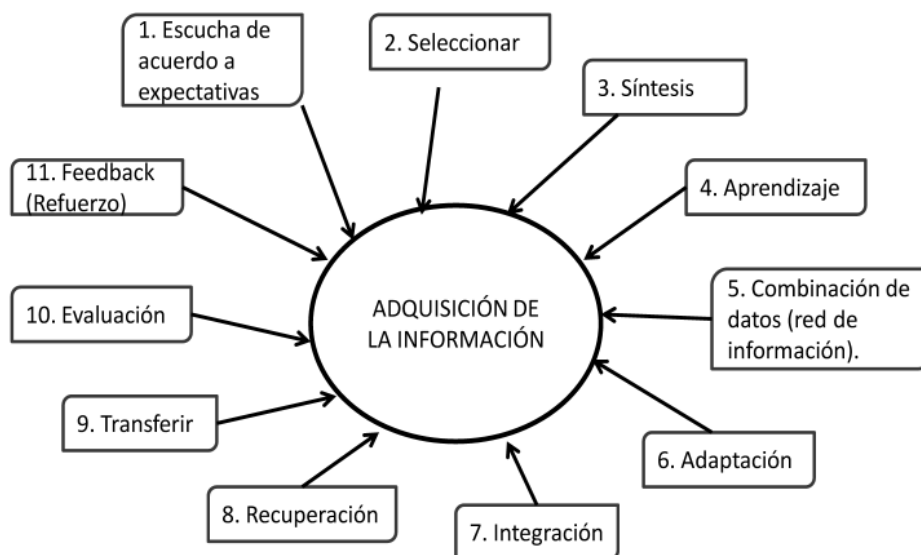 1. Escucha de
acuerdo a
expectativas
2. Seleccionar
3. Síntesis
4. Aprendizaje
5. Combinación de
datos (red de
información).
6. Adaptación
7. Integración
8. Recuperación
9. Transferir
10. Evaluación
11. Feedback
(Refuerzo)
ADQUISICIÓN DE
LA INFORMACIÓN